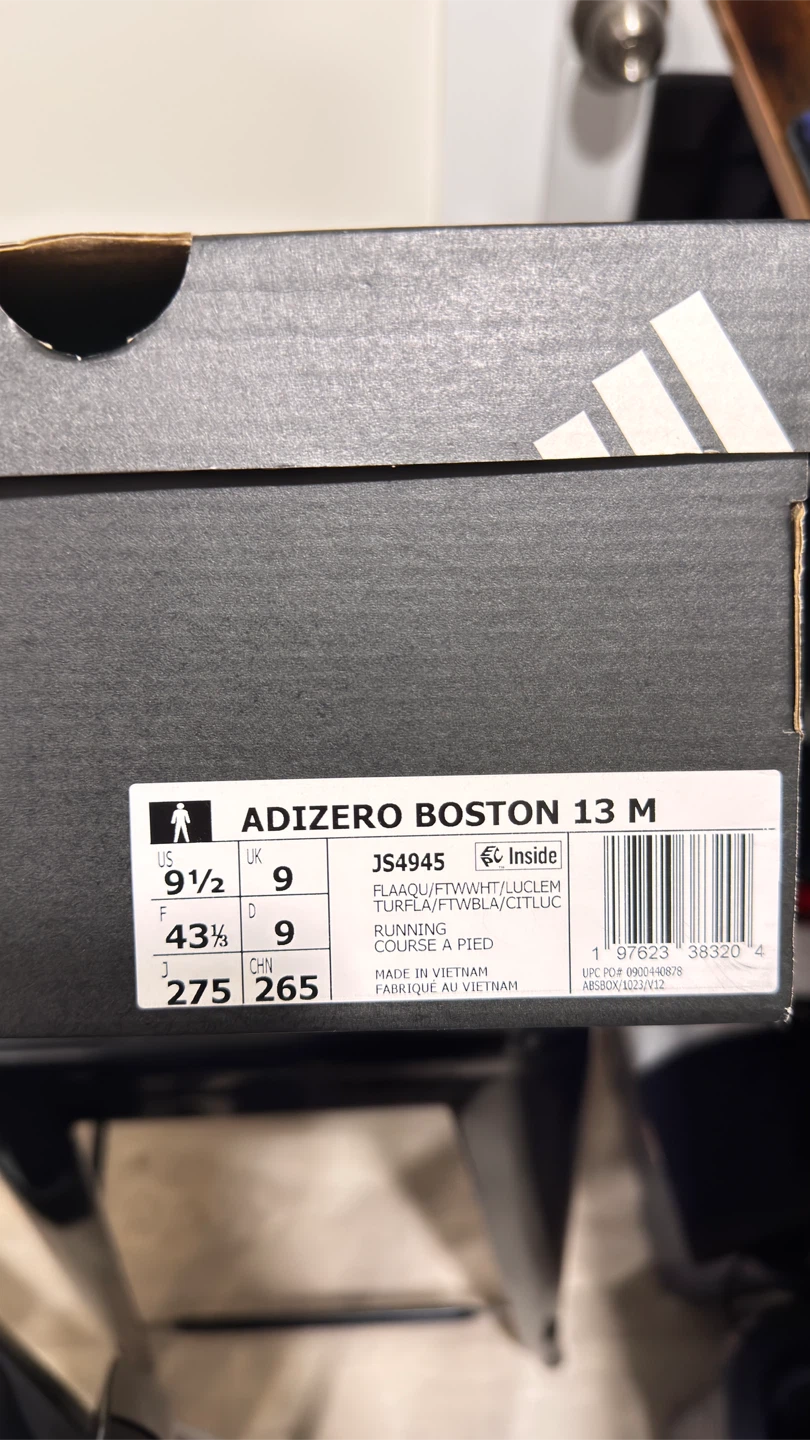 ADIZERO BOSTON 13 M
US
9½
UK
9
F
43⅓
D
9
J
275
CHN
265
JS4945
Inside
FLAAQU/FTWWHT/LUCLEM
TURFLA/FTWBLA/CITLUC
RUNNING
COURSE A PIED
MADE IN VIETNAM
FABRIQUÉ AU VIETNAM
1 97623 38320 4
UPC PO# 0900440878
ABSBOX/1023/V12